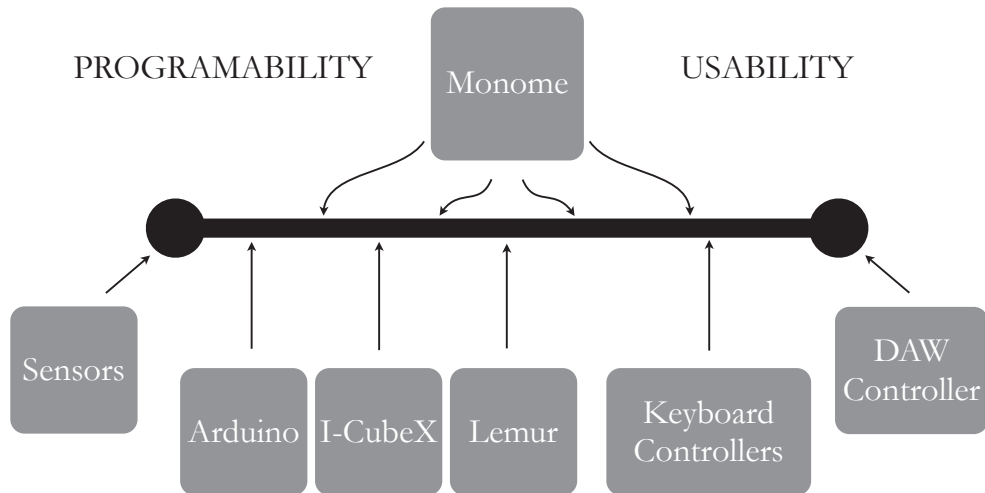 PROGRAMABILITY
Monome
USABILITY
Sensors
Arduino
I-CubeX
Lemur
Keyboard
Controllers
DAW
Controller